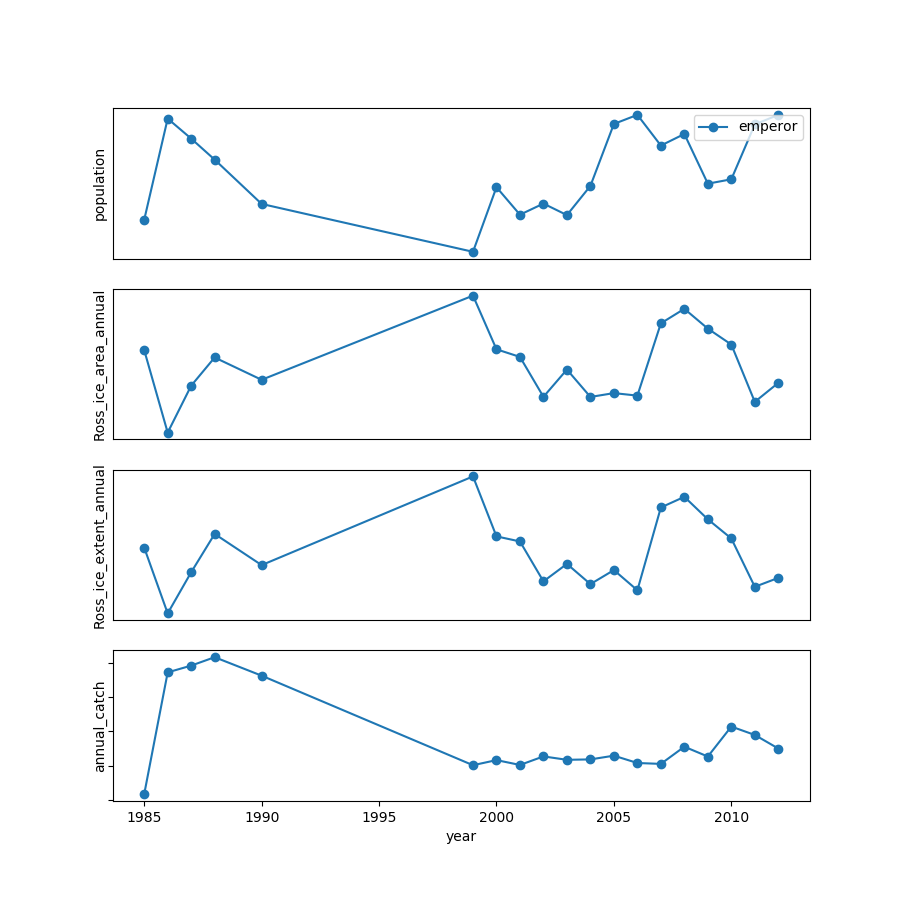 population
emperor
Ross_ice_area_annual
Ross_ice_extent_annual
annual_catch
1985 1990 1995 2000 2005 2010
year